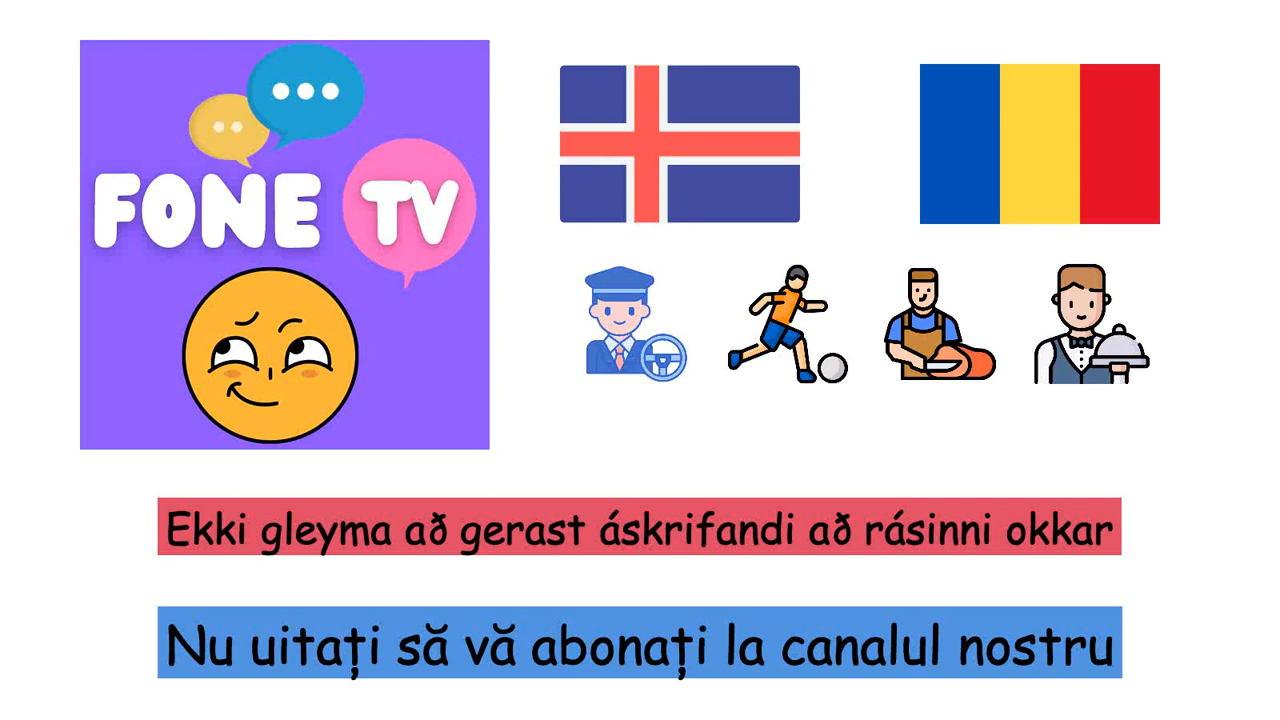 FONE TV
Ekki gleyma að gerast áskrifandi að rásinni okkar
Nu uitați să vă abonați la canalul nostru